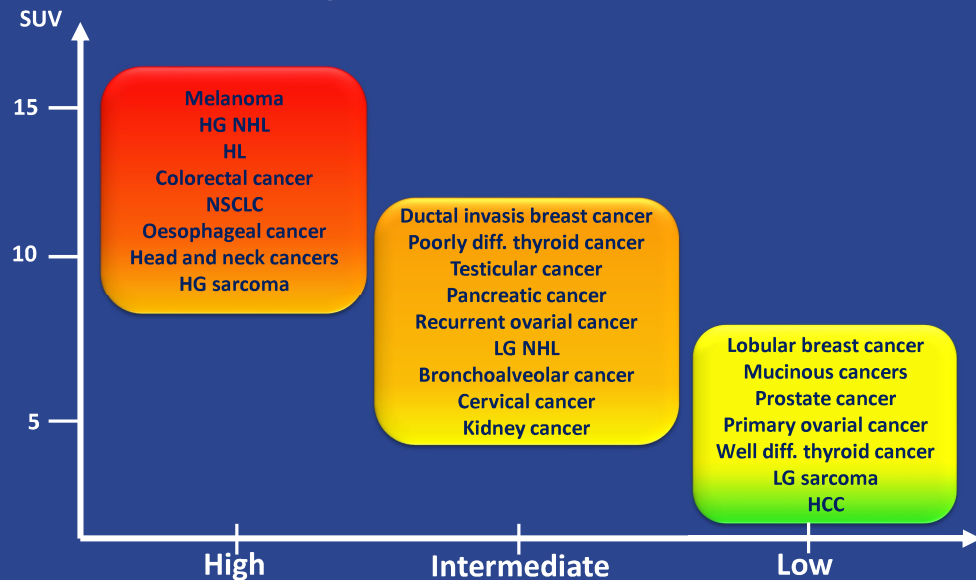 SUV
15
10
5
Melanoma
HG NHL
HL
Colorectal cancer
NSCLC
Oesophageal cancer
Head and neck cancers
HG sarcoma
Ductal invasis breast cancer
Poorly diff. thyroid cancer
Testicular cancer
Pancreatic cancer
Recurrent ovarial cancer
LG NHL
Bronchoalveolar cancer
Cervical cancer
Kidney cancer
Lobular breast cancer
Mucinous cancers
Prostate cancer
Primary ovarial cancer
Well diff. thyroid cancer
LG sarcoma
HCC
High
Intermediate
Low